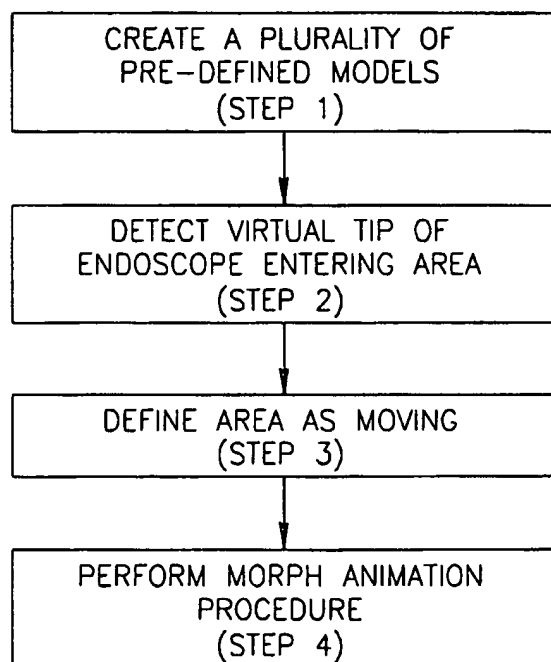 CREATE A PLURALITY OF
PRE-DEFINED MODELS
(STEP 1)
DETECT VIRTUAL TIP OF
ENDOSCOPE ENTERING AREA
(STEP 2)
DEFINE AREA AS MOVING
(STEP 3)
PERFORM MORPH ANIMATION
PROCEDURE
(STEP 4)